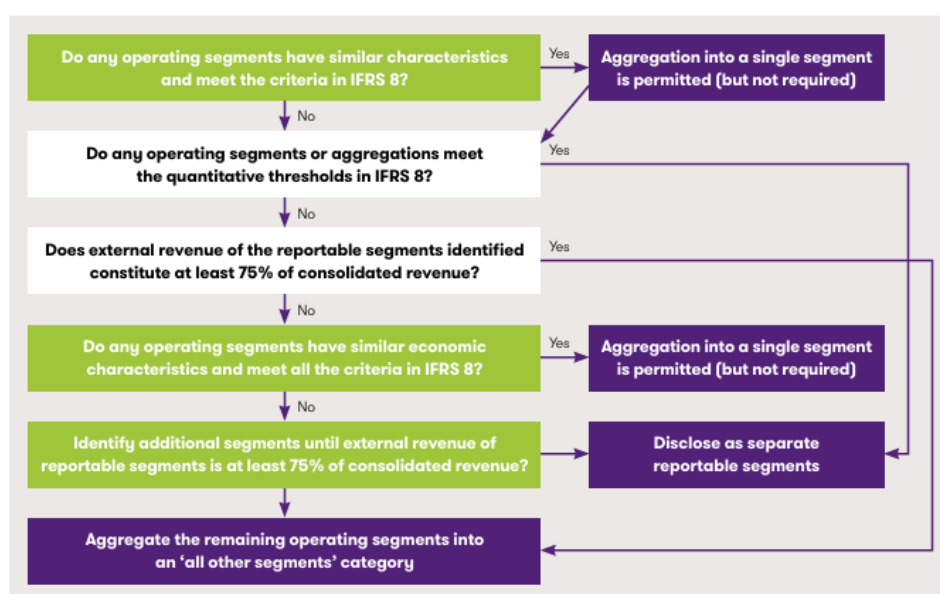 Do any operating segments have similar characteristics
and meet the criteria in IFRS 8?
Yes
Aggregation into a single segment
is permitted (but not required)
No
Do any operating segments or aggregations meet
the quantitative thresholds in IFRS 8?
Yes
No
Does external revenue of the reportable segments identified
constitute at least 75% of consolidated revenue?
Yes
No
Do any operating segments have similar economic
characteristics and meet all the criteria in IFRS 8?
Yes
Aggregation into a single segment
is permitted (but not required)
No
Identify additional segments until external revenue of
reportable segments is at least 75% of consolidated revenue?
Disclose as separate
reportable segments
Aggregate the remaining operating segments into
an ‘all other segments’ category